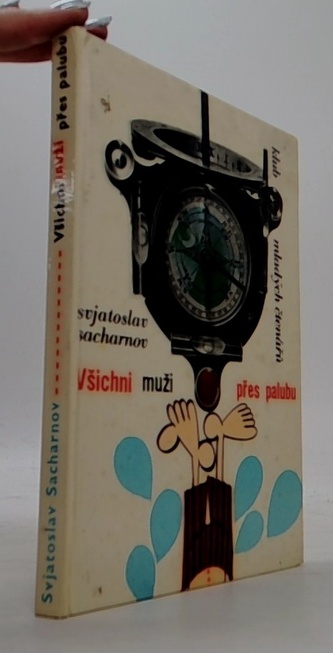 Svjatoslav Sacharnov Všichni muži přes palubu
svjatoslav
sacharnov
Všichni muži přes palubu
klub mladých čtenářů